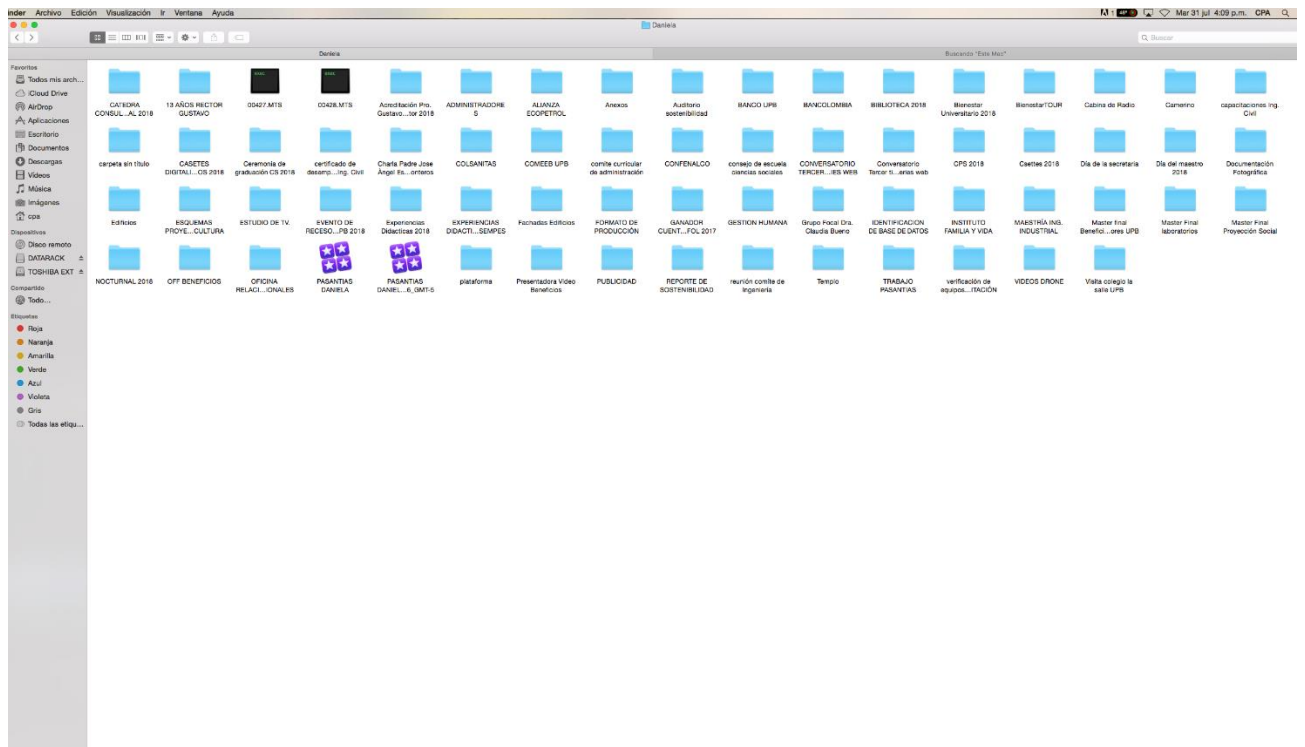 inder Archivo Edición Visualización Ir Ventana Ayuda
Mar 31 jul 4:09 p.m. CPA
Daniela
Buscar
Daniela
Buscando "Este Mac"
Favoritos
Todos mis arch...
iCloud Drive
AirDrop
Aplicaciones
Escritorio
Documentos
Descargas
Vídeos
Música
Imágenes
cpa
Dispositivos
Disco remoto
DATARACK
TOSHIBA EXT
Compartido
Todo...
Etiquetas
Roja
Naranja
Amarilla
Verde
Azul
Violeta
Gris
Todas las etiqu...
CATEDRA
CONSUL...AL 2018
13 AÑOS RECTOR
GUSTAVO
00427.MTS
00428.MTS
Acreditación Pro.
Gustavo...tor 2018
ADMINISTRADORE
S
ALIANZA
ECOPETROL
Anexos
Auditorio
sostenibilidad
BANCO UPB
BANCOLOMBIA
BIBLIOTECA 2018
Bienestar
Universitario 2018
BienestarTOUR
Cabina de Radio
Camerino
capacitaciones Ing.
Civil
carpeta sin título
CASETES
DIGITALI...OS 2018
Ceremonia de
graduación CS 2018
certificado de
desemp...Ing. Civil
Charla Padre Jose
Ángel Es...onteros
COLSANITAS
COMEEB UPB
comite curricular
de administración
CONFENALCO
consejo de escuela
ciencias sociales
CONVERSATORIO
TERCER...IES WEB
Conversatorio
Tercer ti...erias web
CPS 2018
Csettes 2018
Día de la secretaria
Día del maestro
2018
Documentación
Fotográfica
Edificios
ESQUEMAS
PROYE...CULTURA
ESTUDIO DE TV.
EVENTO DE
RECESO...PB 2018
Experiencias
Didacticas 2018
EXPERIENCIAS
DIDACTI...SEMPES
Fachadas Edificios
FORMATO DE
PRODUCCIÓN
GANADOR
CUENT...FOL 2017
GESTION HUMANA
Grupo Focal Dra.
Claudia Bueno
IDENTIFICACION
DE BASE DE DATOS
INSTITUTO
FAMILIA Y VIDA
MAESTRÍA ING.
INDUSTRIAL
Master final
Benefici...ores UPB
Master Final
laboratorios
Master Final
Proyección Social
NOCTURNAL 2018
OFF BENEFICIOS
OFICINA
RELACI...IONALES
PASANTIAS
DANIELA
PASANTIAS
DANIEL...6_GMT-5
plataforma
Presentadora Video
Beneficios
PUBLICIDAD
REPORTE DE
SOSTENIBILIDAD
reunión comite de
Ingeniería
Templo
TRABAJO
PASANTIAS
verificación de
equipos...ITACIÓN
VIDEOS DRONE
Visita colegio la
salle UPB